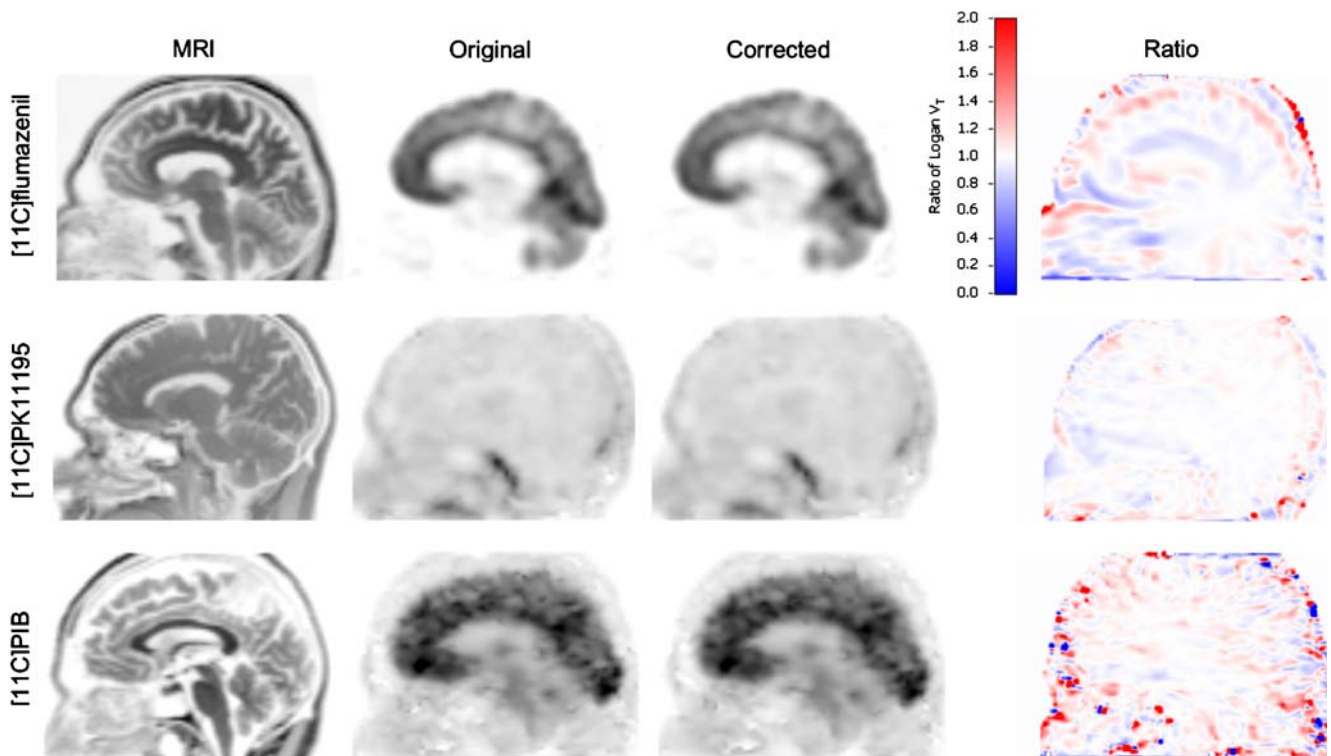 MRI
Original
Corrected
Ratio
[11C]flumazenil
Ratio of Logan VT
2.0
1.8
1.6
1.4
1.2
1.0
0.8
0.6
0.4
0.2
0.0
[11C]PK11195
[11C]PIB